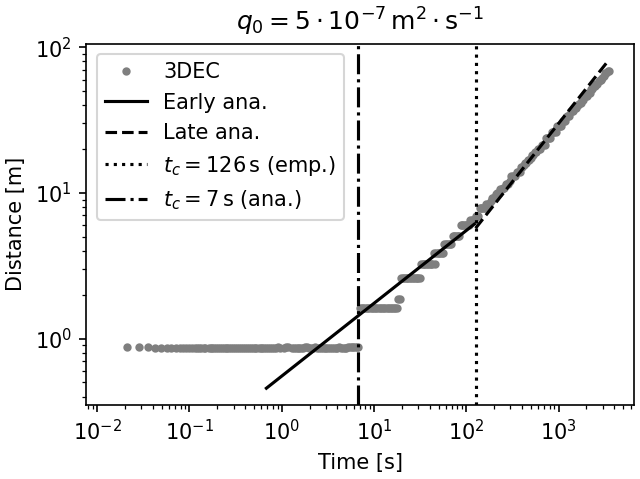 q₀ = 5 · 10⁻⁷ m² · s⁻¹
10²
10¹
10⁰
Distance [m]
3DEC
Early ana.
Late ana.
t_c = 126 s (emp.)
t_c = 7 s (ana.)
10⁻² 10⁻¹ 10⁰ 10¹ 10² 10³
Time [s]